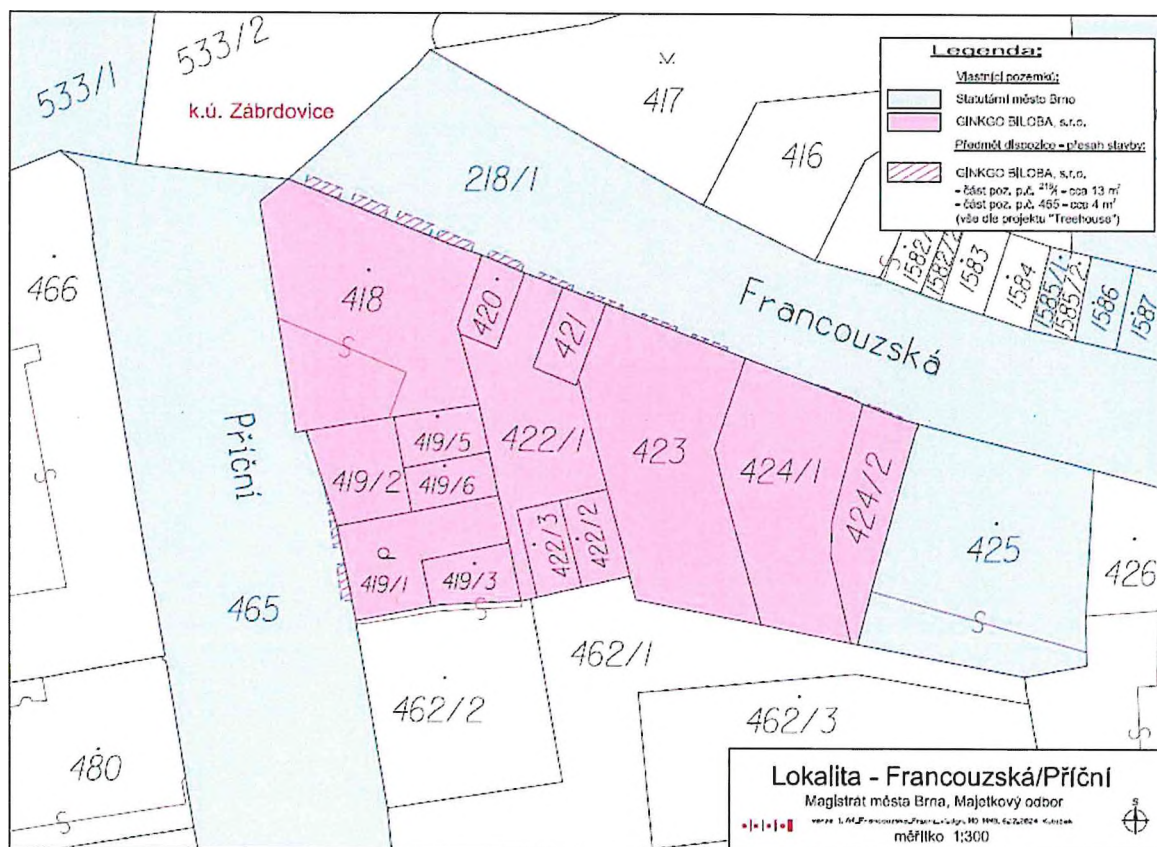 533/1
533/2
k.ú. Zábrdovice
417
416
218/1
Legenda:
Vlastníci pozemků:
Statutární město Brno
GINKGO BILOBA, s.r.o.
Předmět dispozice - přesah stavby:
GINKGO BILOBA, s.r.o.
- část poz. p.č. 218/1 - cca 13 m²
- část poz. p.č. 465 - cca 4 m²
(vše dle projektu "Treehouse")
1582/2
1583
1584
1585/1
1585/2
1586
1587
466
418
420
421
Francouzská
S
S
Příční
419/5
419/6
419/2
422/1
423
424/1
424/2
425
426
422/3
422/2
419/1
419/3
465
S
S
462/1
462/2
462/3
480
S
S
S
Lokalita - Francouzská/Příční
Magistrát města Brna, Majetkový odbor
měřítko 1:300
S